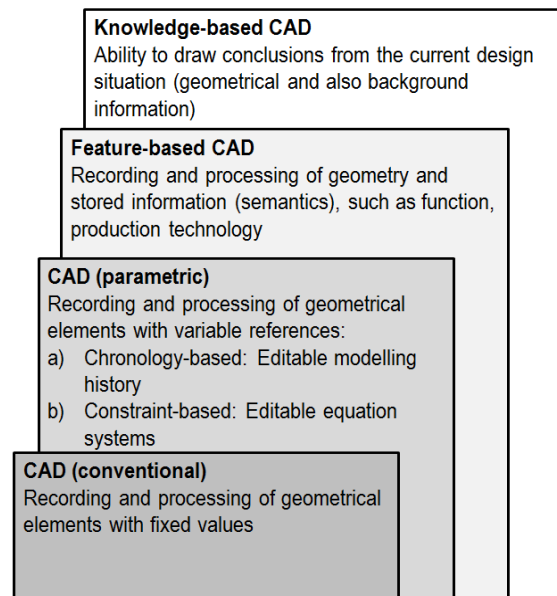 Knowledge-based CAD
Ability to draw conclusions from the current design
situation (geometrical and also background
information)
Feature-based CAD
Recording and processing of geometry and
stored information (semantics), such as function,
production technology
CAD (parametric)
Recording and processing of geometrical
elements with variable references:
a) Chronology-based: Editable modelling
history
b) Constraint-based: Editable equation
systems
CAD (conventional)
Recording and processing of geometrical
elements with fixed values